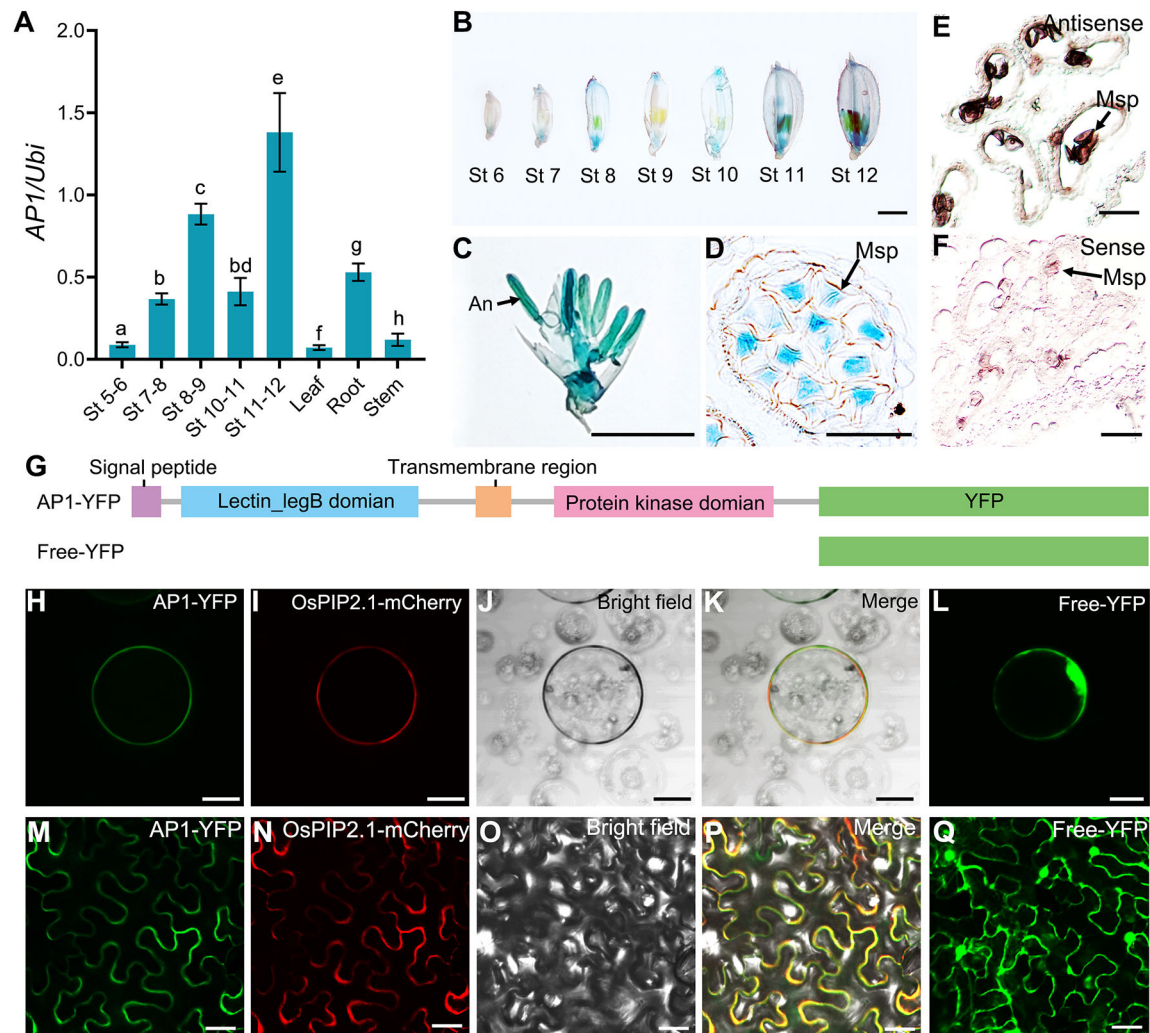 A
AP1/Ubi
2.0
1.5
1.0
0.5
0.0
a
b
c
bd
e
f
g
h
St 5-6
St 7-8
St 8-9
St 10-11
St 11-12
Leaf
Root
Stem
B
St 6 St 7 St 8 St 9 St 10 St 11 St 12
C
An
D
Msp
E
Antisense
Msp
F
Sense
Msp
G
Signal peptide
Transmembrane region
AP1-YFP
Lectin_legB domian
Protein kinase domian
YFP
Free-YFP
H
AP1-YFP
I
OsPIP2.1-mCherry
J
Bright field
K
Merge
L
Free-YFP
M
AP1-YFP
N
OsPIP2.1-mCherry
O
Bright field
P
Merge
Q
Free-YFP